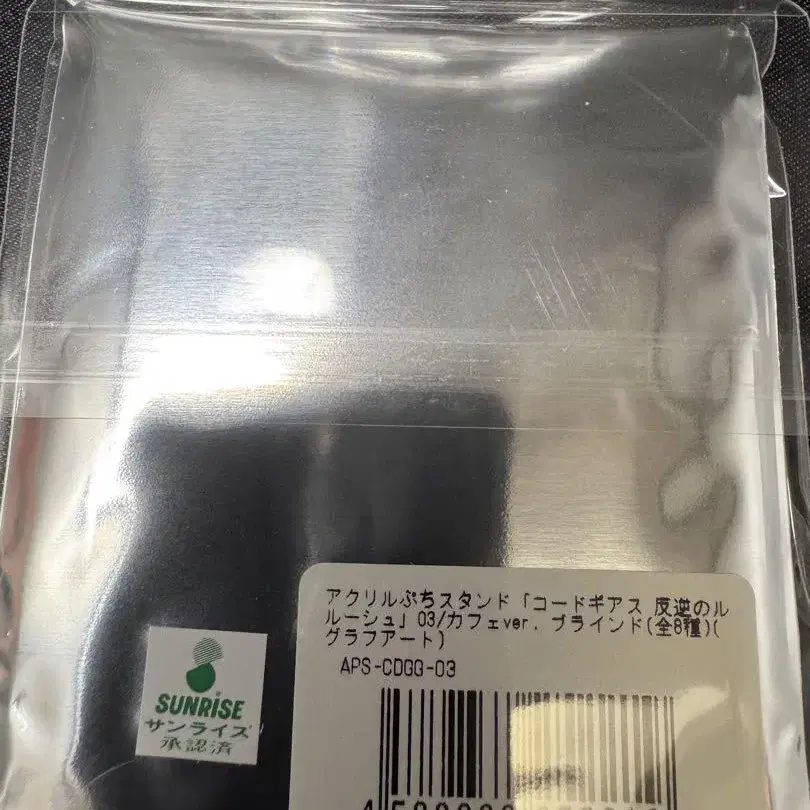 アクリルぷちスタンド「コードギアス 反逆のル
ルーシュ」03/カフェver. ブラインド(全8種)(
グラフアート)
APS-CDGG-03
SUNRISE
サンライズ
承認済